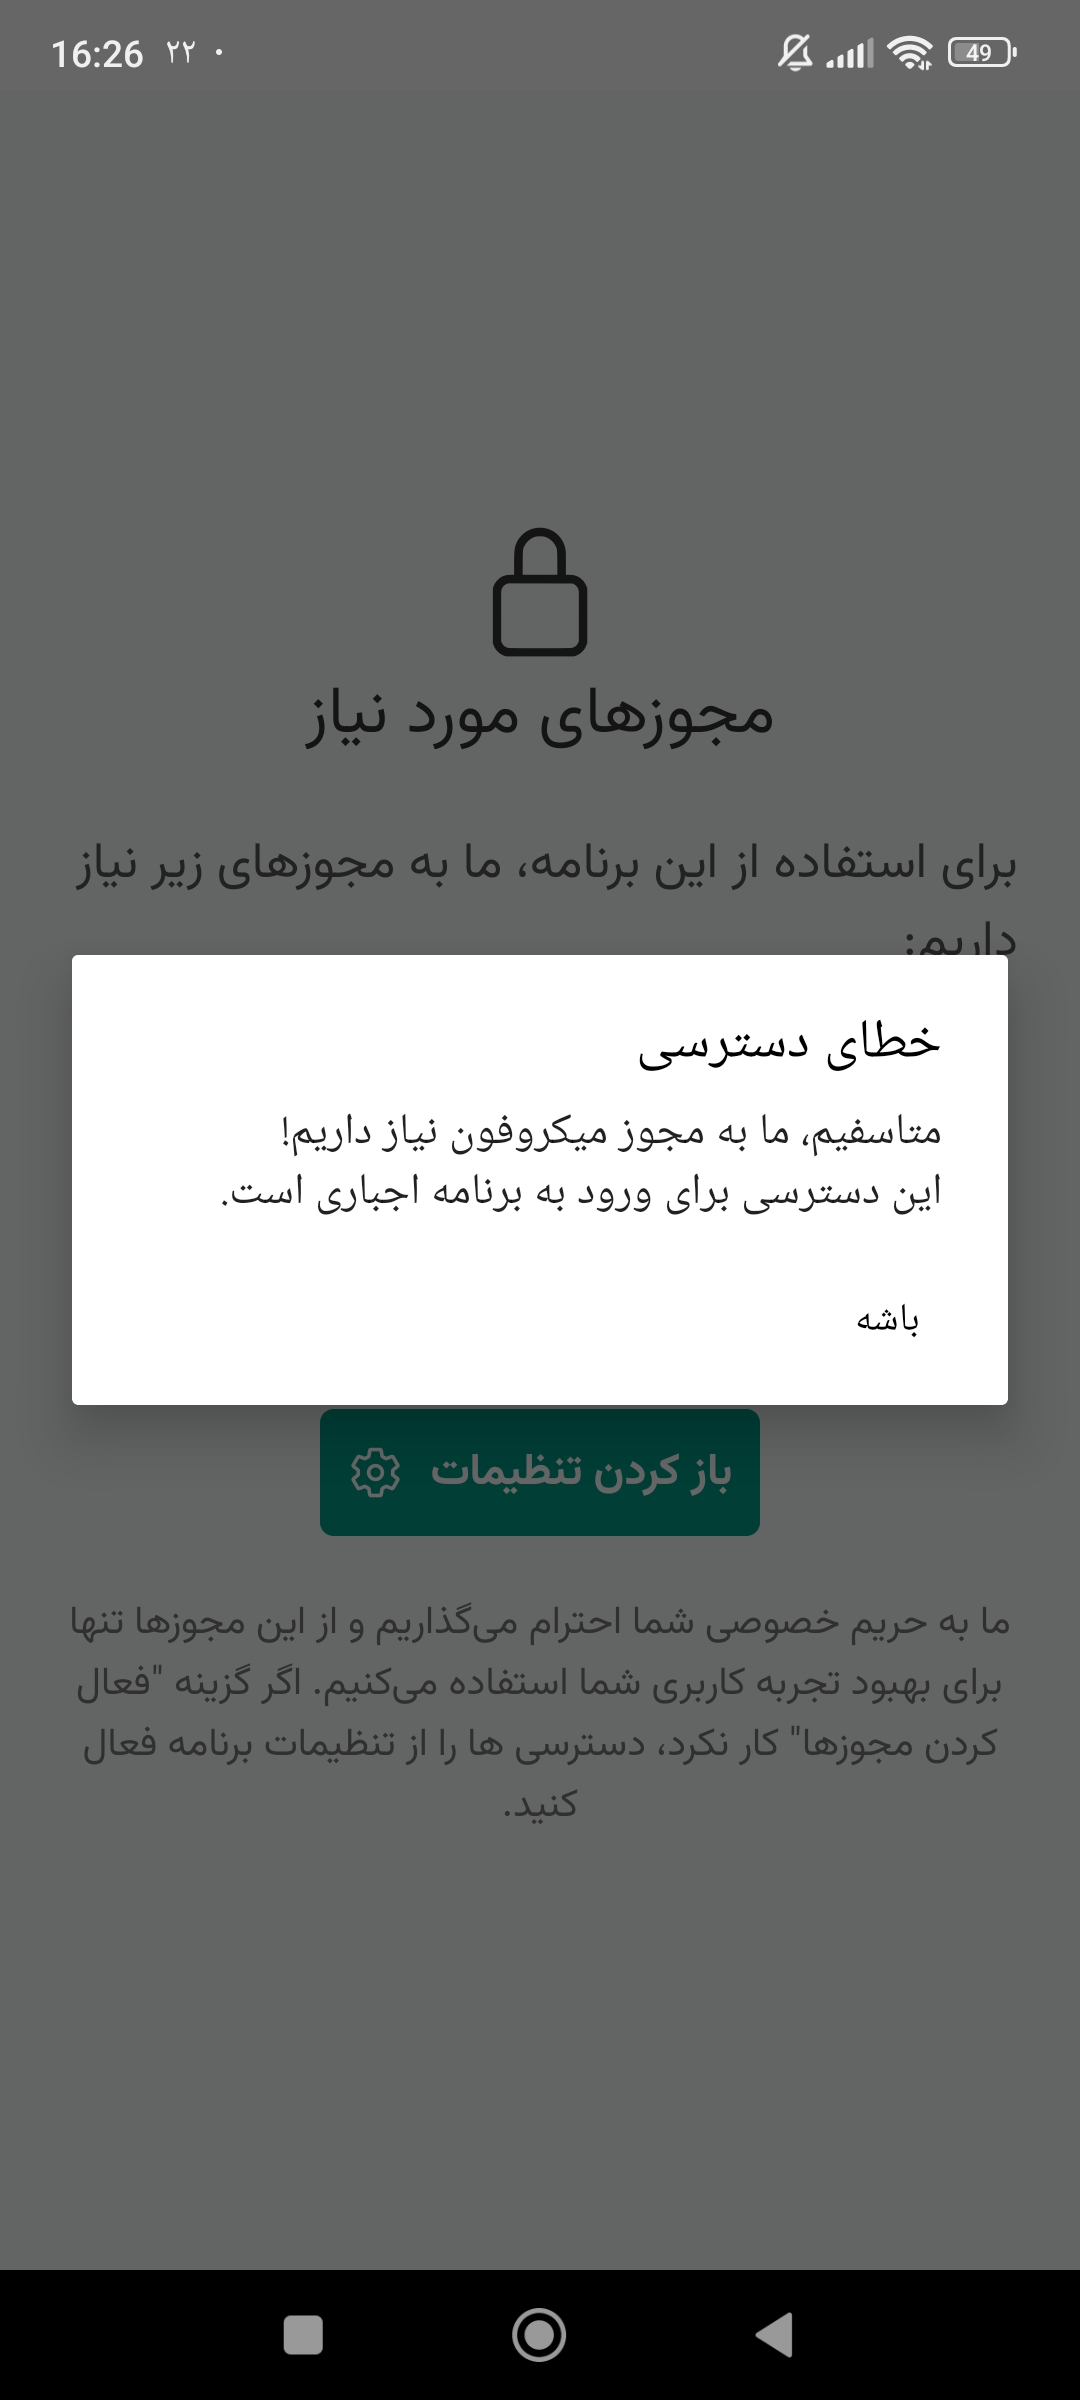 16:26 ۲۲ •
49
مجوزهای مورد نیاز
برای استفاده از این برنامه، ما به مجوزهای زیر نیاز
داریم:
خطای دسترسی
متاسفیم، ما به مجوز میکروفون نیاز داریم!
این دسترسی برای ورود به برنامه اجباری است.
باشه
باز کردن تنظیمات
ما به حریم خصوصی شما احترام می‌گذاریم و از این مجوزها تنها
برای بهبود تجربه کاربری شما استفاده می‌کنیم. اگر گزینه "فعال
کردن مجوزها" کار نکرد، دسترسی ها را از تنظیمات برنامه فعال
کنید.